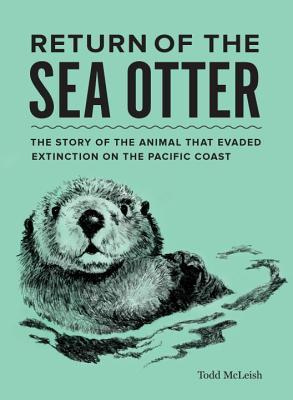 RETURN OF THE
SEA OTTER
THE STORY OF THE ANIMAL THAT EVADED
EXTINCTION ON THE PACIFIC COAST
Todd McLeish